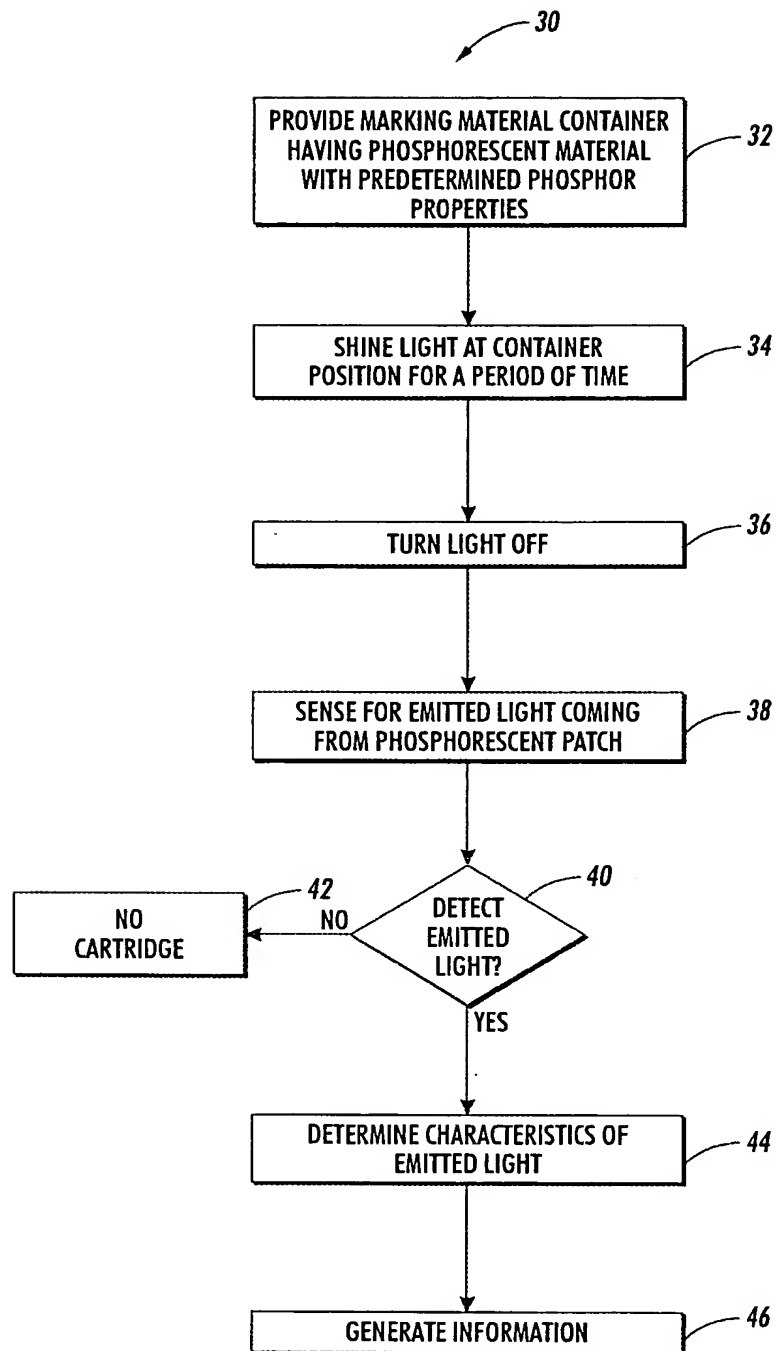 30
PROVIDE MARKING MATERIAL CONTAINER
HAVING PHOSPHORESCENT MATERIAL
WITH PREDETERMINED PHOSPHOR
PROPERTIES
32
SHINE LIGHT AT CONTAINER
POSITION FOR A PERIOD OF TIME
34
TURN LIGHT OFF
36
SENSE FOR EMITTED LIGHT COMING
FROM PHOSPHORESCENT PATCH
38
DETECT
EMITTED
LIGHT?
40
NO
NO
CARTRIDGE
42
YES
DETERMINE CHARACTERISTICS OF
EMITTED LIGHT
44
GENERATE INFORMATION
46